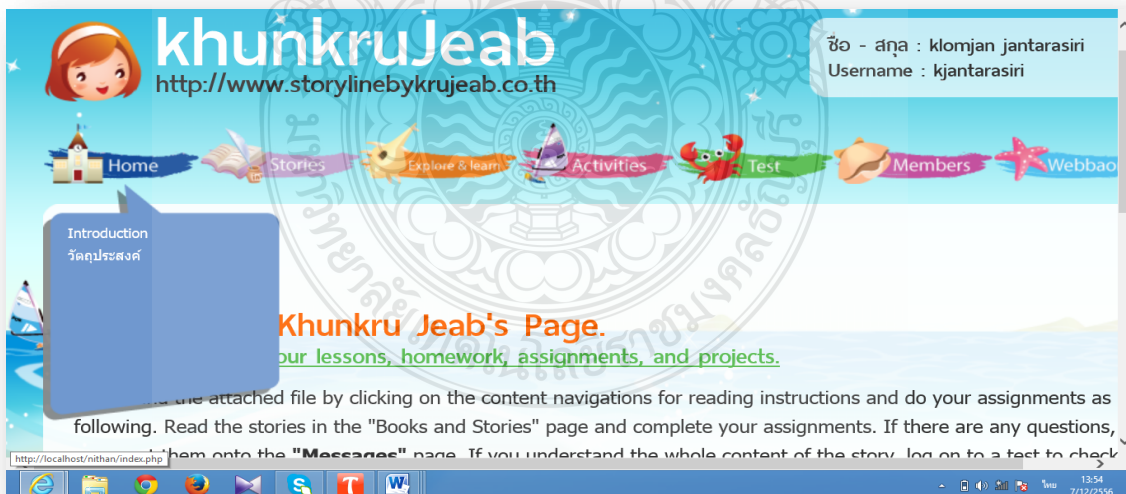 khunkruJeab
http://www.storylinebykrujeab.co.th
ชื่อ - สกุล : klomjan jantarasiri
Username : kjantarasiri
Home
Stories
Explore & learn
Activities
Test
Members
Webbao
Introduction
วัตถุประสงค์
Khunkru Jeab's Page.
our lessons, homework, assignments, and projects.
the attached file by clicking on the content navigations for reading instructions and do your assignments as
following. Read the stories in the "Books and Stories" page and complete your assignments. If there are any questions,
them onto the "Messages" page. If you understand the whole content of the story, log on to a test to check
http://localhost/nithan/index.php
ไทย
13:54
7/12/2556